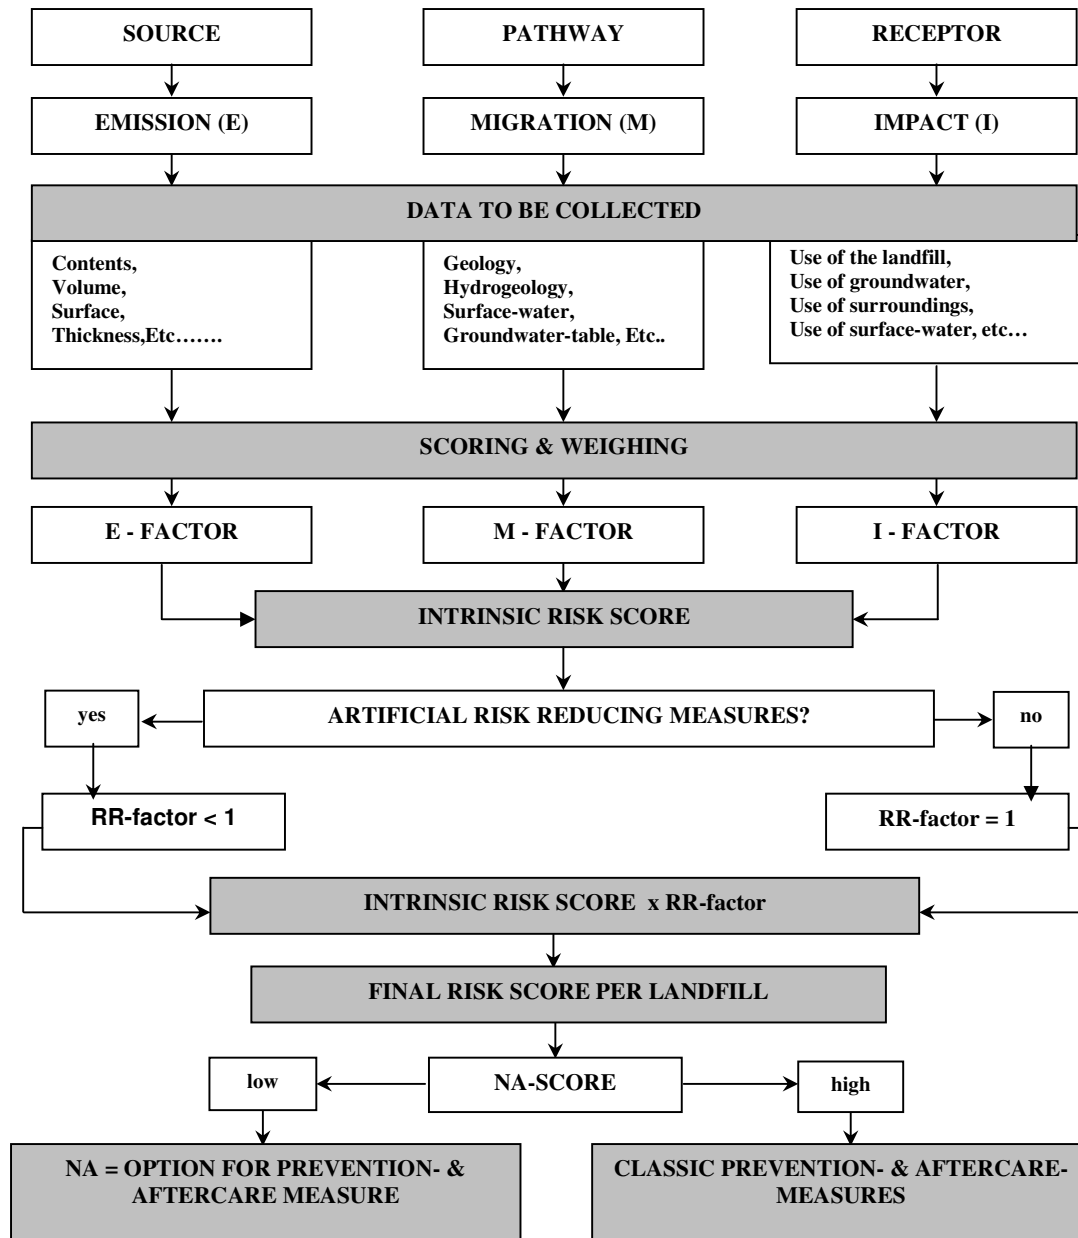 SOURCE
PATHWAY
RECEPTOR
EMISSION (E)
MIGRATION (M)
IMPACT (I)
DATA TO BE COLLECTED
Contents,
Volume,
Surface,
Thickness,Etc…….
Geology,
Hydrogeology,
Surface-water,
Groundwater-table, Etc..
Use of the landfill,
Use of groundwater,
Use of surroundings,
Use of surface-water, etc…
SCORING & WEIGHING
E - FACTOR
M - FACTOR
I - FACTOR
INTRINSIC RISK SCORE
yes
ARTIFICIAL RISK REDUCING MEASURES?
no
RR-factor < 1
RR-factor = 1
INTRINSIC RISK SCORE x RR-factor
FINAL RISK SCORE PER LANDFILL
low
NA-SCORE
high
NA = OPTION FOR PREVENTION- &
AFTERCARE MEASURE
CLASSIC PREVENTION- & AFTERCARE-
MEASURES